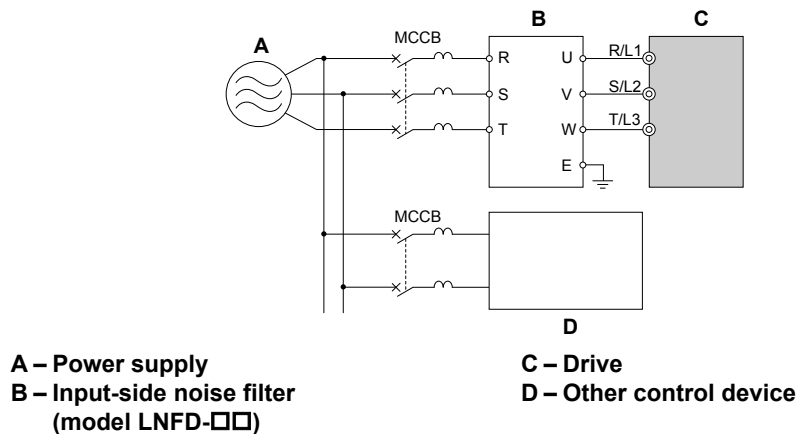 A
MCCB
B
C
R
U
R/L1
S
V
S/L2
T
W
T/L3
E
MCCB
D
A – Power supply
B – Input-side noise filter
(model LNFD-□□)
C – Drive
D – Other control device